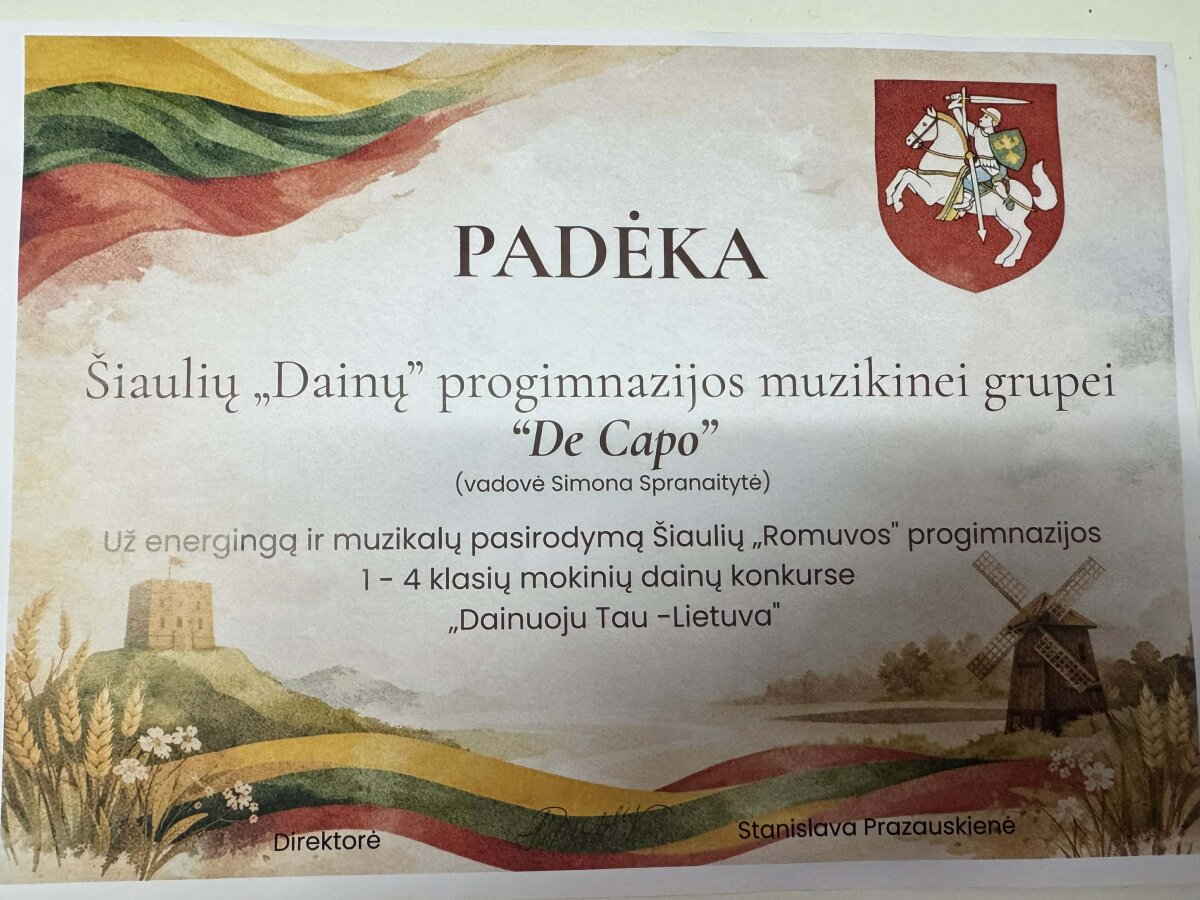 PADĖKA
Šiaulių „Dainų” progimnazijos muzikinei grupei
“De Capo”
(vadovė Simona Spranaitytė)
Už energingą ir muzikalų pasirodymą Šiaulių „Romuvos" progimnazijos
1 - 4 klasių mokinių dainų konkurse
„Dainuoju Tau -Lietuva"
Direktorė
Stanislava Prazauskienė